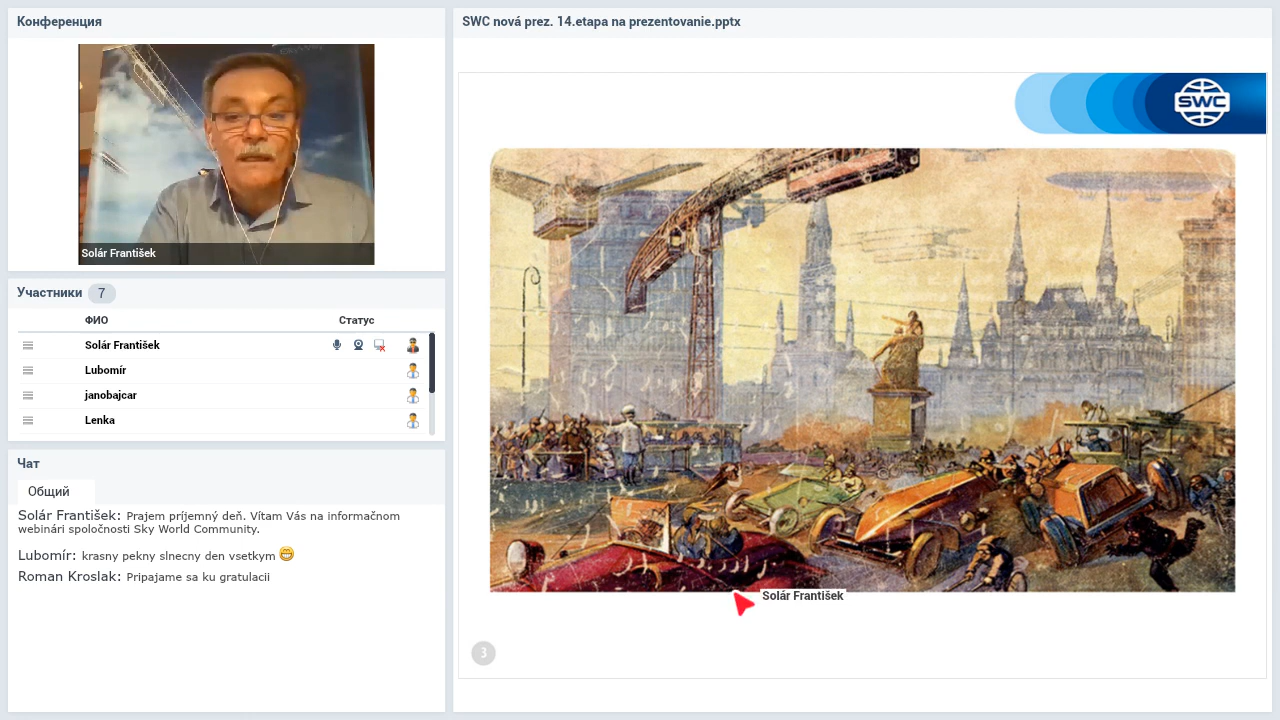 Конференция
Solár František
Участники 7
ФИО Статус
Solár František
Lubomír
janobajcar
Lenka
Чат
Общий
Solár František: Prajem príjemný deň. Vítam Vás na informačnom
webinári spoločnosti Sky World Community.
Lubomír: krasny pekny slnecny den vsetkym
Roman Kroslak: Pripajame sa ku gratulacii
SWC nová prez. 14.etapa na prezentovanie.pptx
SWC
Solár František
3